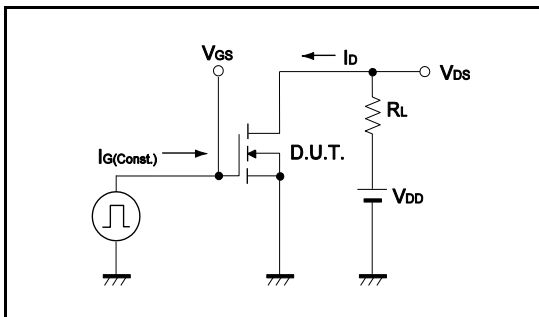 VGS
ID
VDS
RL
IG(Const.)
D.U.T.
VDD